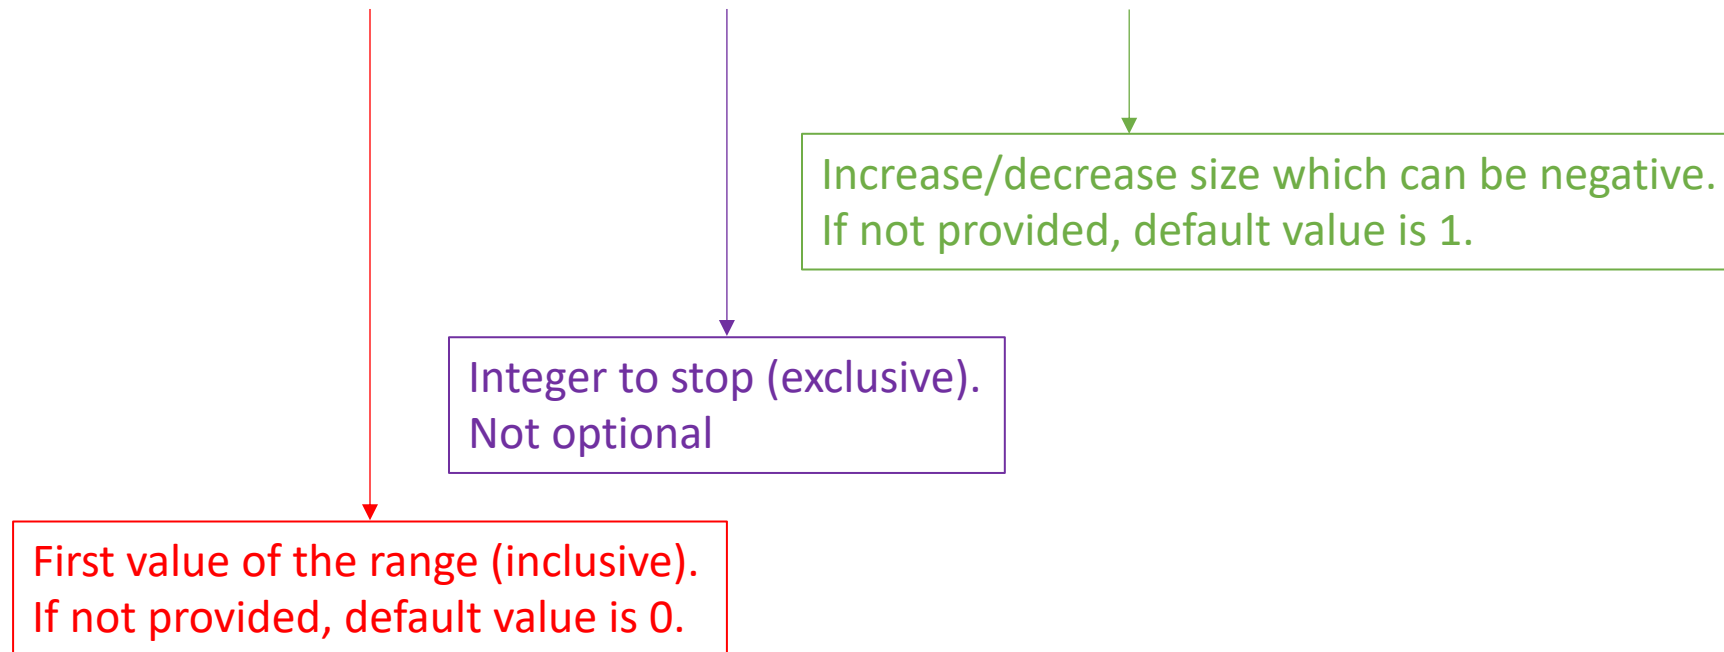 Increase/decrease size which can be negative.
If not provided, default value is 1.
Integer to stop (exclusive).
Not optional
First value of the range (inclusive).
If not provided, default value is 0.